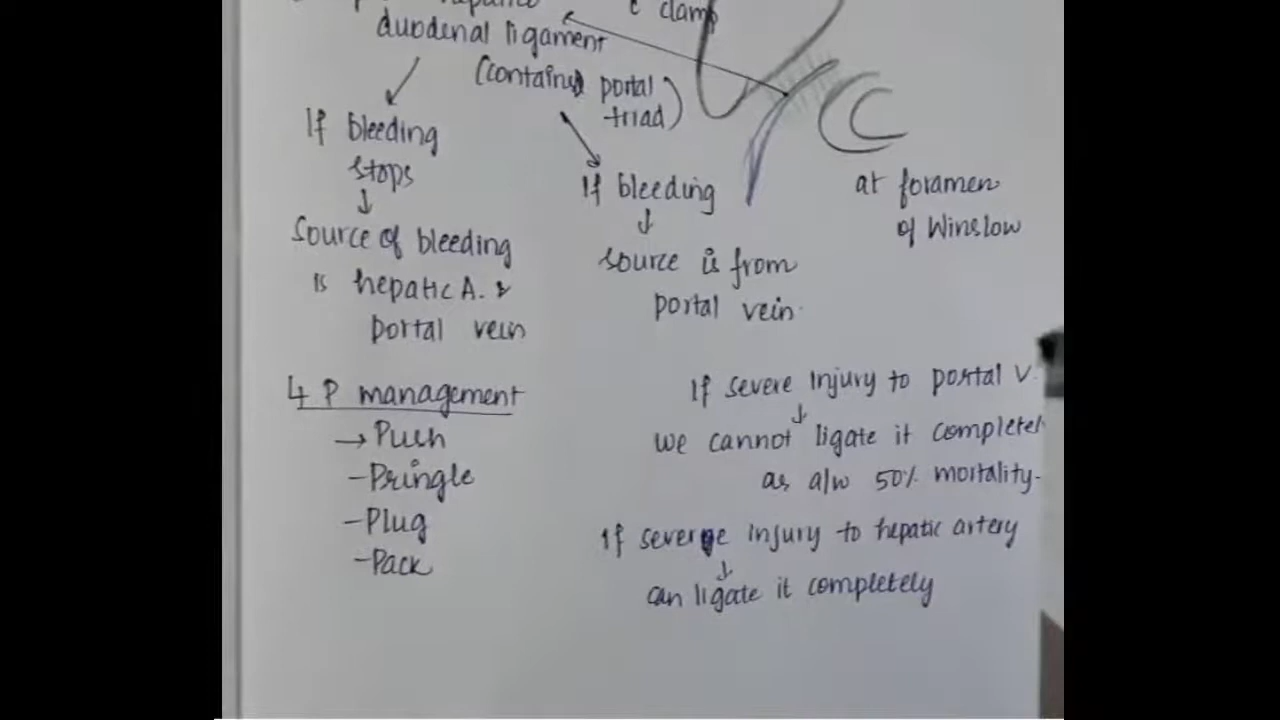 c clamp
duodenal ligament
(contains portal
triad)
If bleeding
stops
↓
Source of bleeding
is hepatic A. &
portal vein
If bleeding
↓
source is from
portal vein.
at foramen
of Winslow
4 P management
→ Push
- Pringle
- Plug
- Pack
If severe injury to portal V.
↓
we cannot ligate it completel
as a/w 50% mortality.
If severe injury to hepatic artery
↓
can ligate it completely